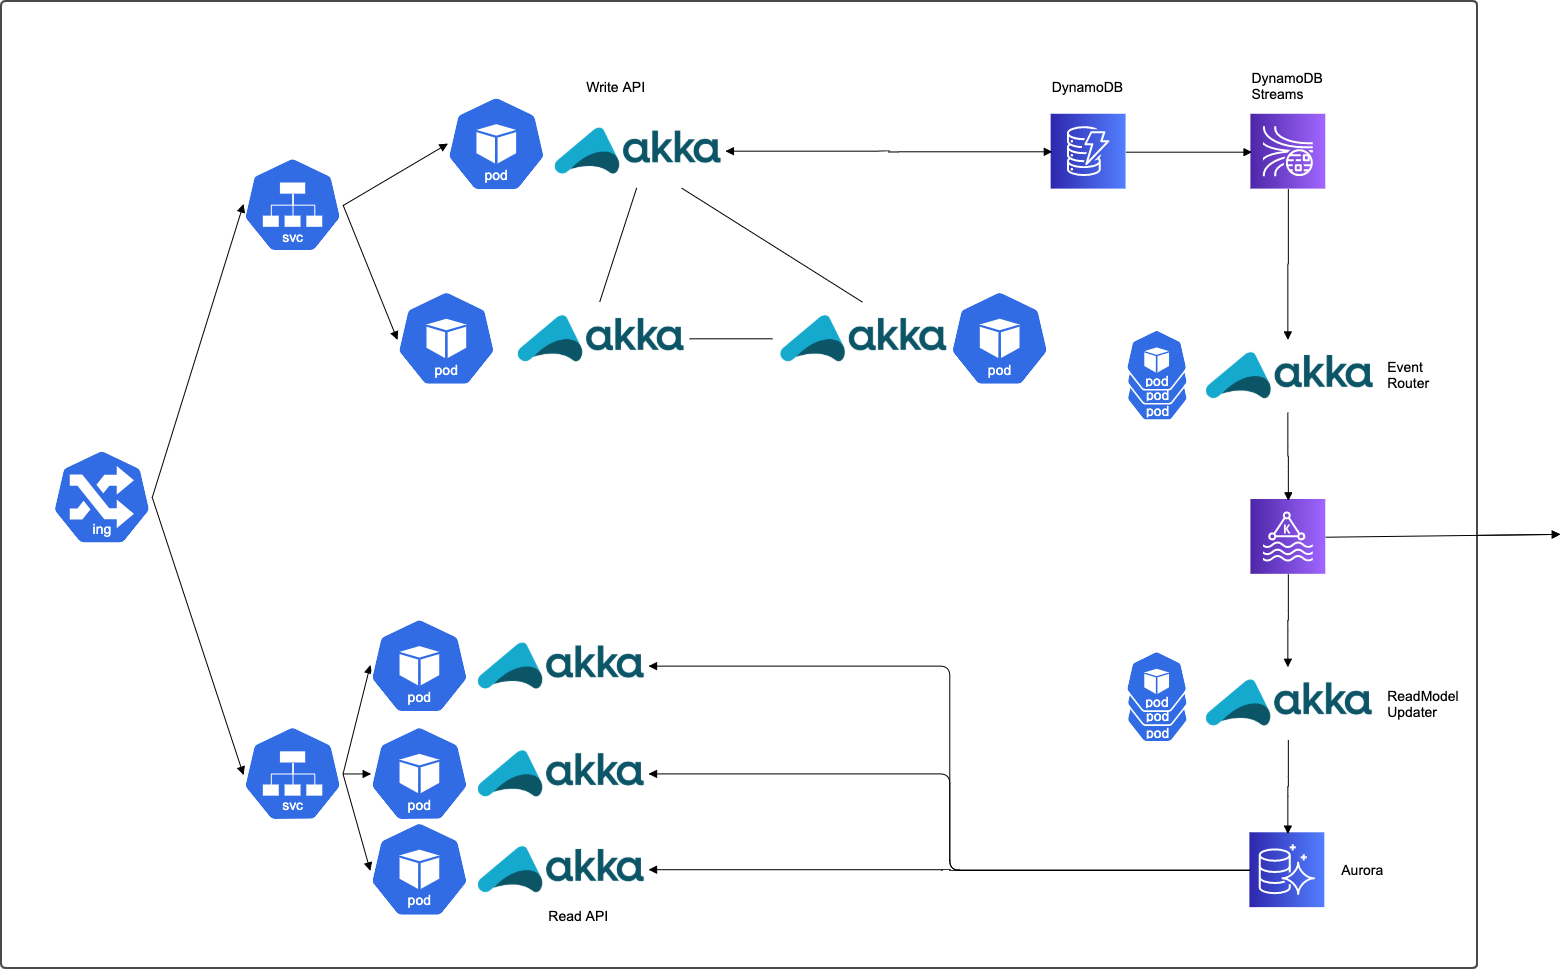 Write API
DynamoDB
DynamoDB
Streams
pod
akka
svc
pod
akka
akka
pod
pod
pod
pod
akka
Event
Router
ing
K
pod
akka
pod
pod
pod
akka
ReadModel
Updater
svc
pod
akka
pod
akka
Aurora
Read API